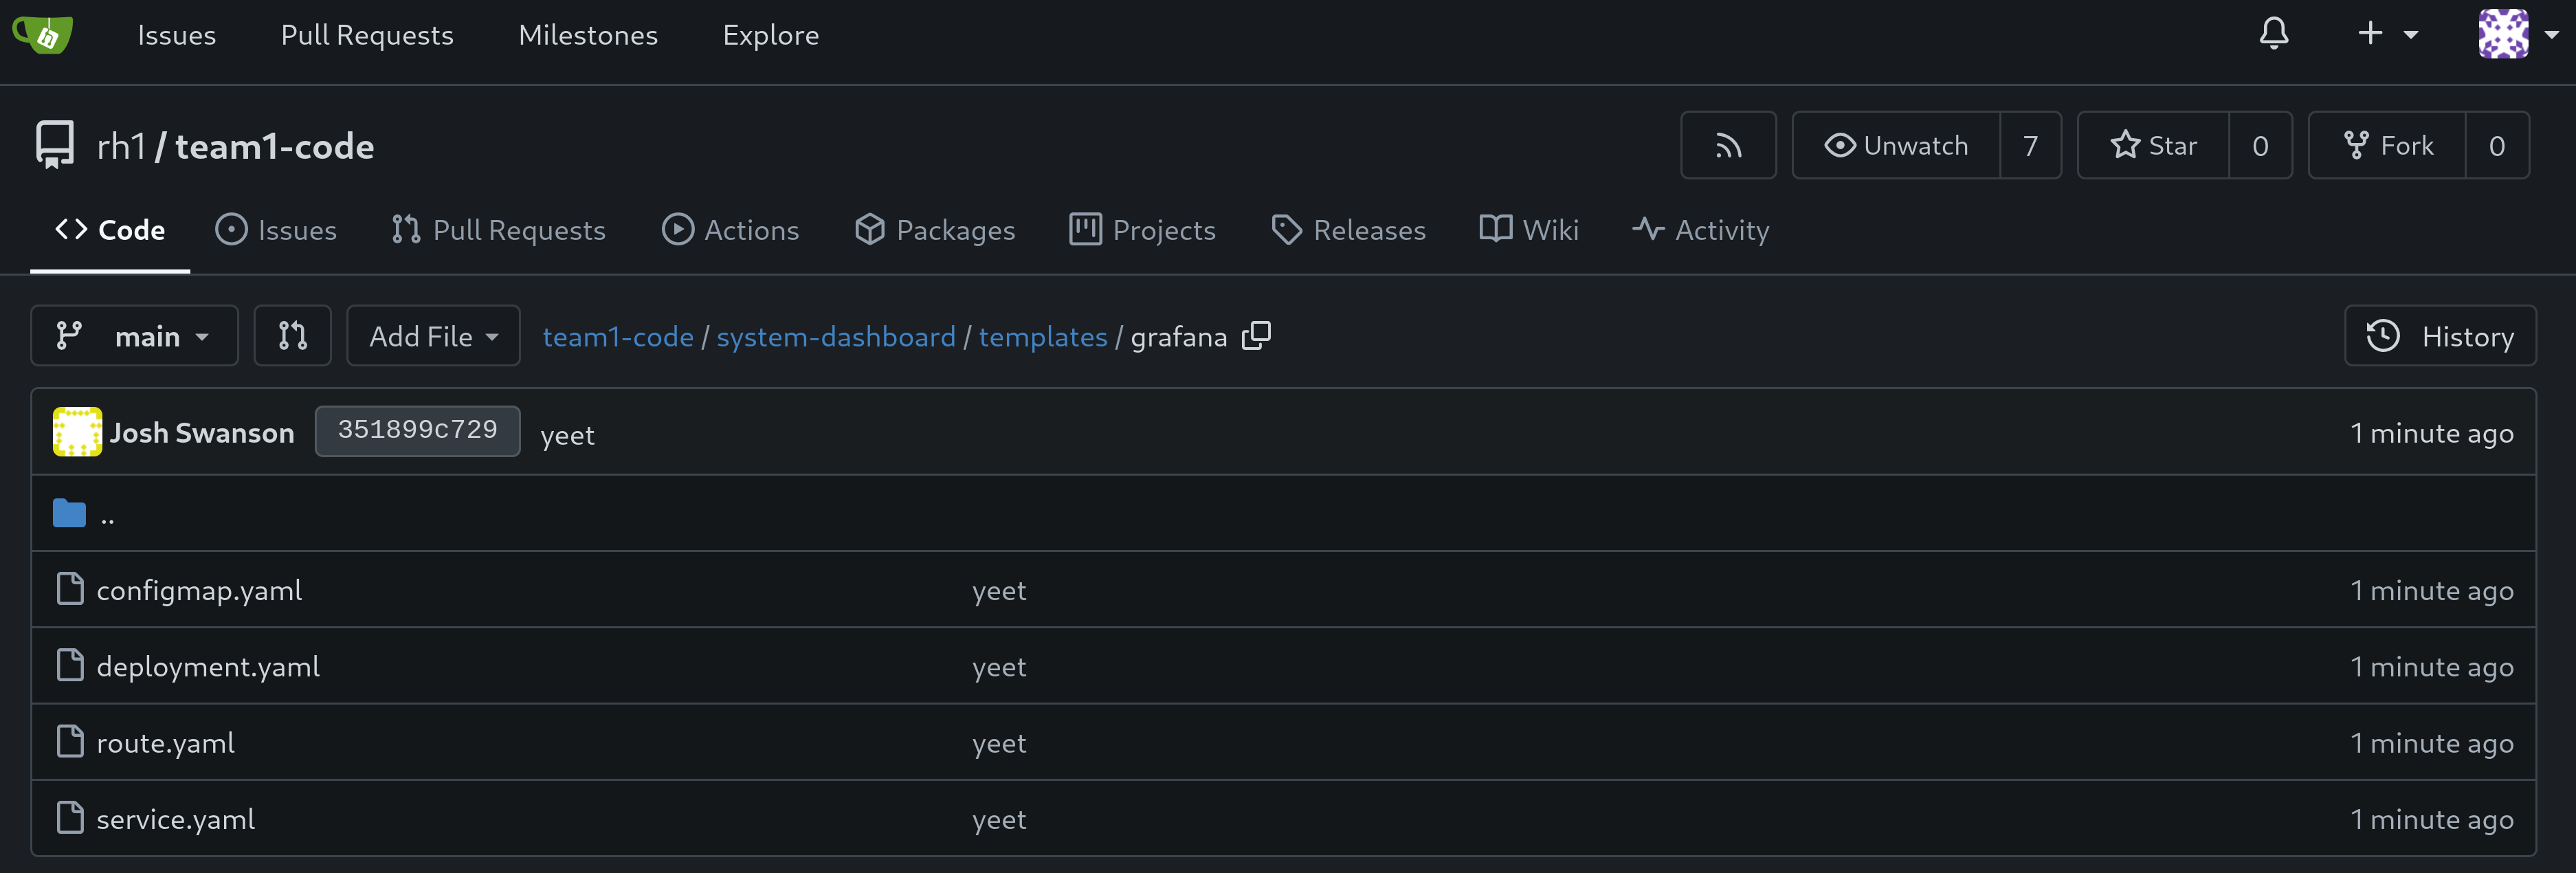 Issues Pull Requests Milestones Explore
rh1 / team1-code Unwatch 7 Star 0 Fork 0
Code Issues Pull Requests Actions Packages Projects Releases Wiki Activity
main Add File team1-code / system-dashboard / templates / grafana History
Josh Swanson 351899c729 yeet 1 minute ago
..
configmap.yaml yeet 1 minute ago
deployment.yaml yeet 1 minute ago
route.yaml yeet 1 minute ago
service.yaml yeet 1 minute ago